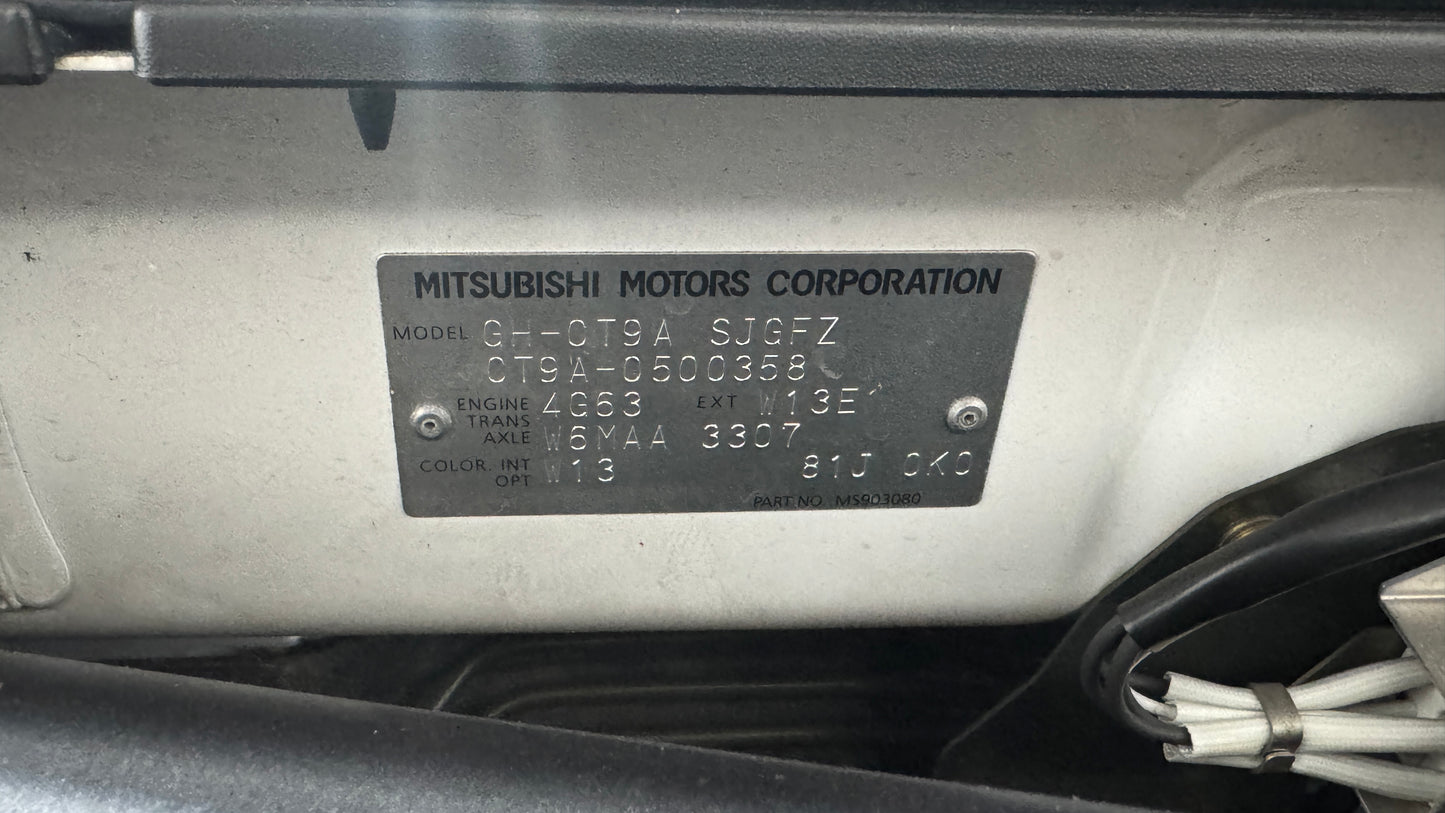 MITSUBISHI MOTORS CORPORATION
MODEL GH-CT9A SJGFZ
CT9A-0500358
ENGINE 4G63 EXT W13E
TRANS
AXLE W6MAA 3307
COLOR. INT W13 81J 0K0
OPT
PART NO. MS903080